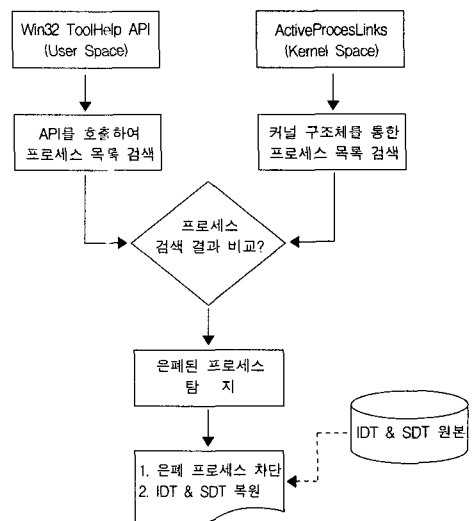 Win32 ToolHelp API
(User Space)
ActiveProcesLinks
(Kernel Space)
API를 호출하여
프로세스 목록 검색
커널 구조체를 통한
프로세스 목록 검색
프로세스
검색 결과 비교?
은폐된 프로세스
탐 지
IDT & SDT 원본
1. 은폐 프로세스 차단
2. IDT & SDT 복원